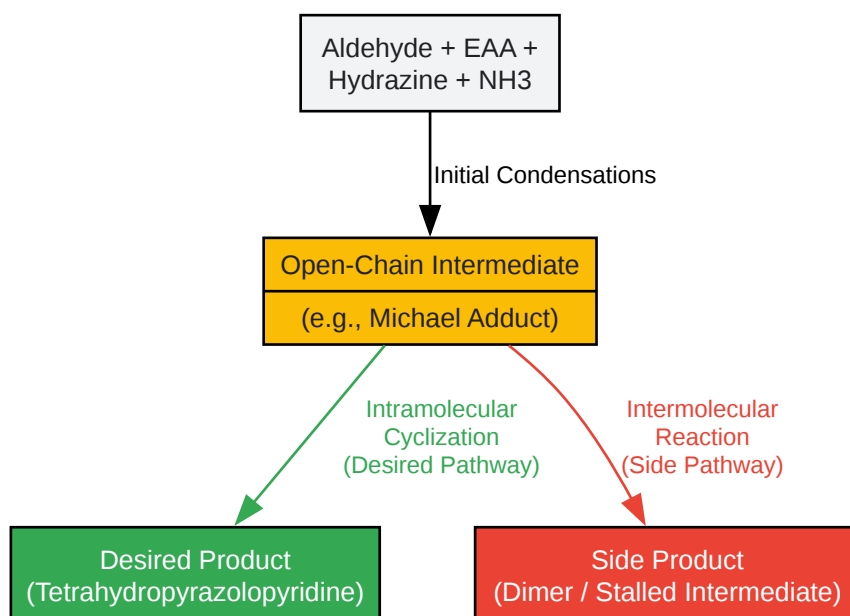 Aldehyde + EAA +
Hydrazine + NH3
Initial Condensations
Open-Chain Intermediate
(e.g., Michael Adduct)
Intramolecular
Cyclization
(Desired Pathway)
Intermolecular
Reaction
(Side Pathway)
Desired Product
(Tetrahydropyrazolopyridine)
Side Product
(Dimer / Stalled Intermediate)